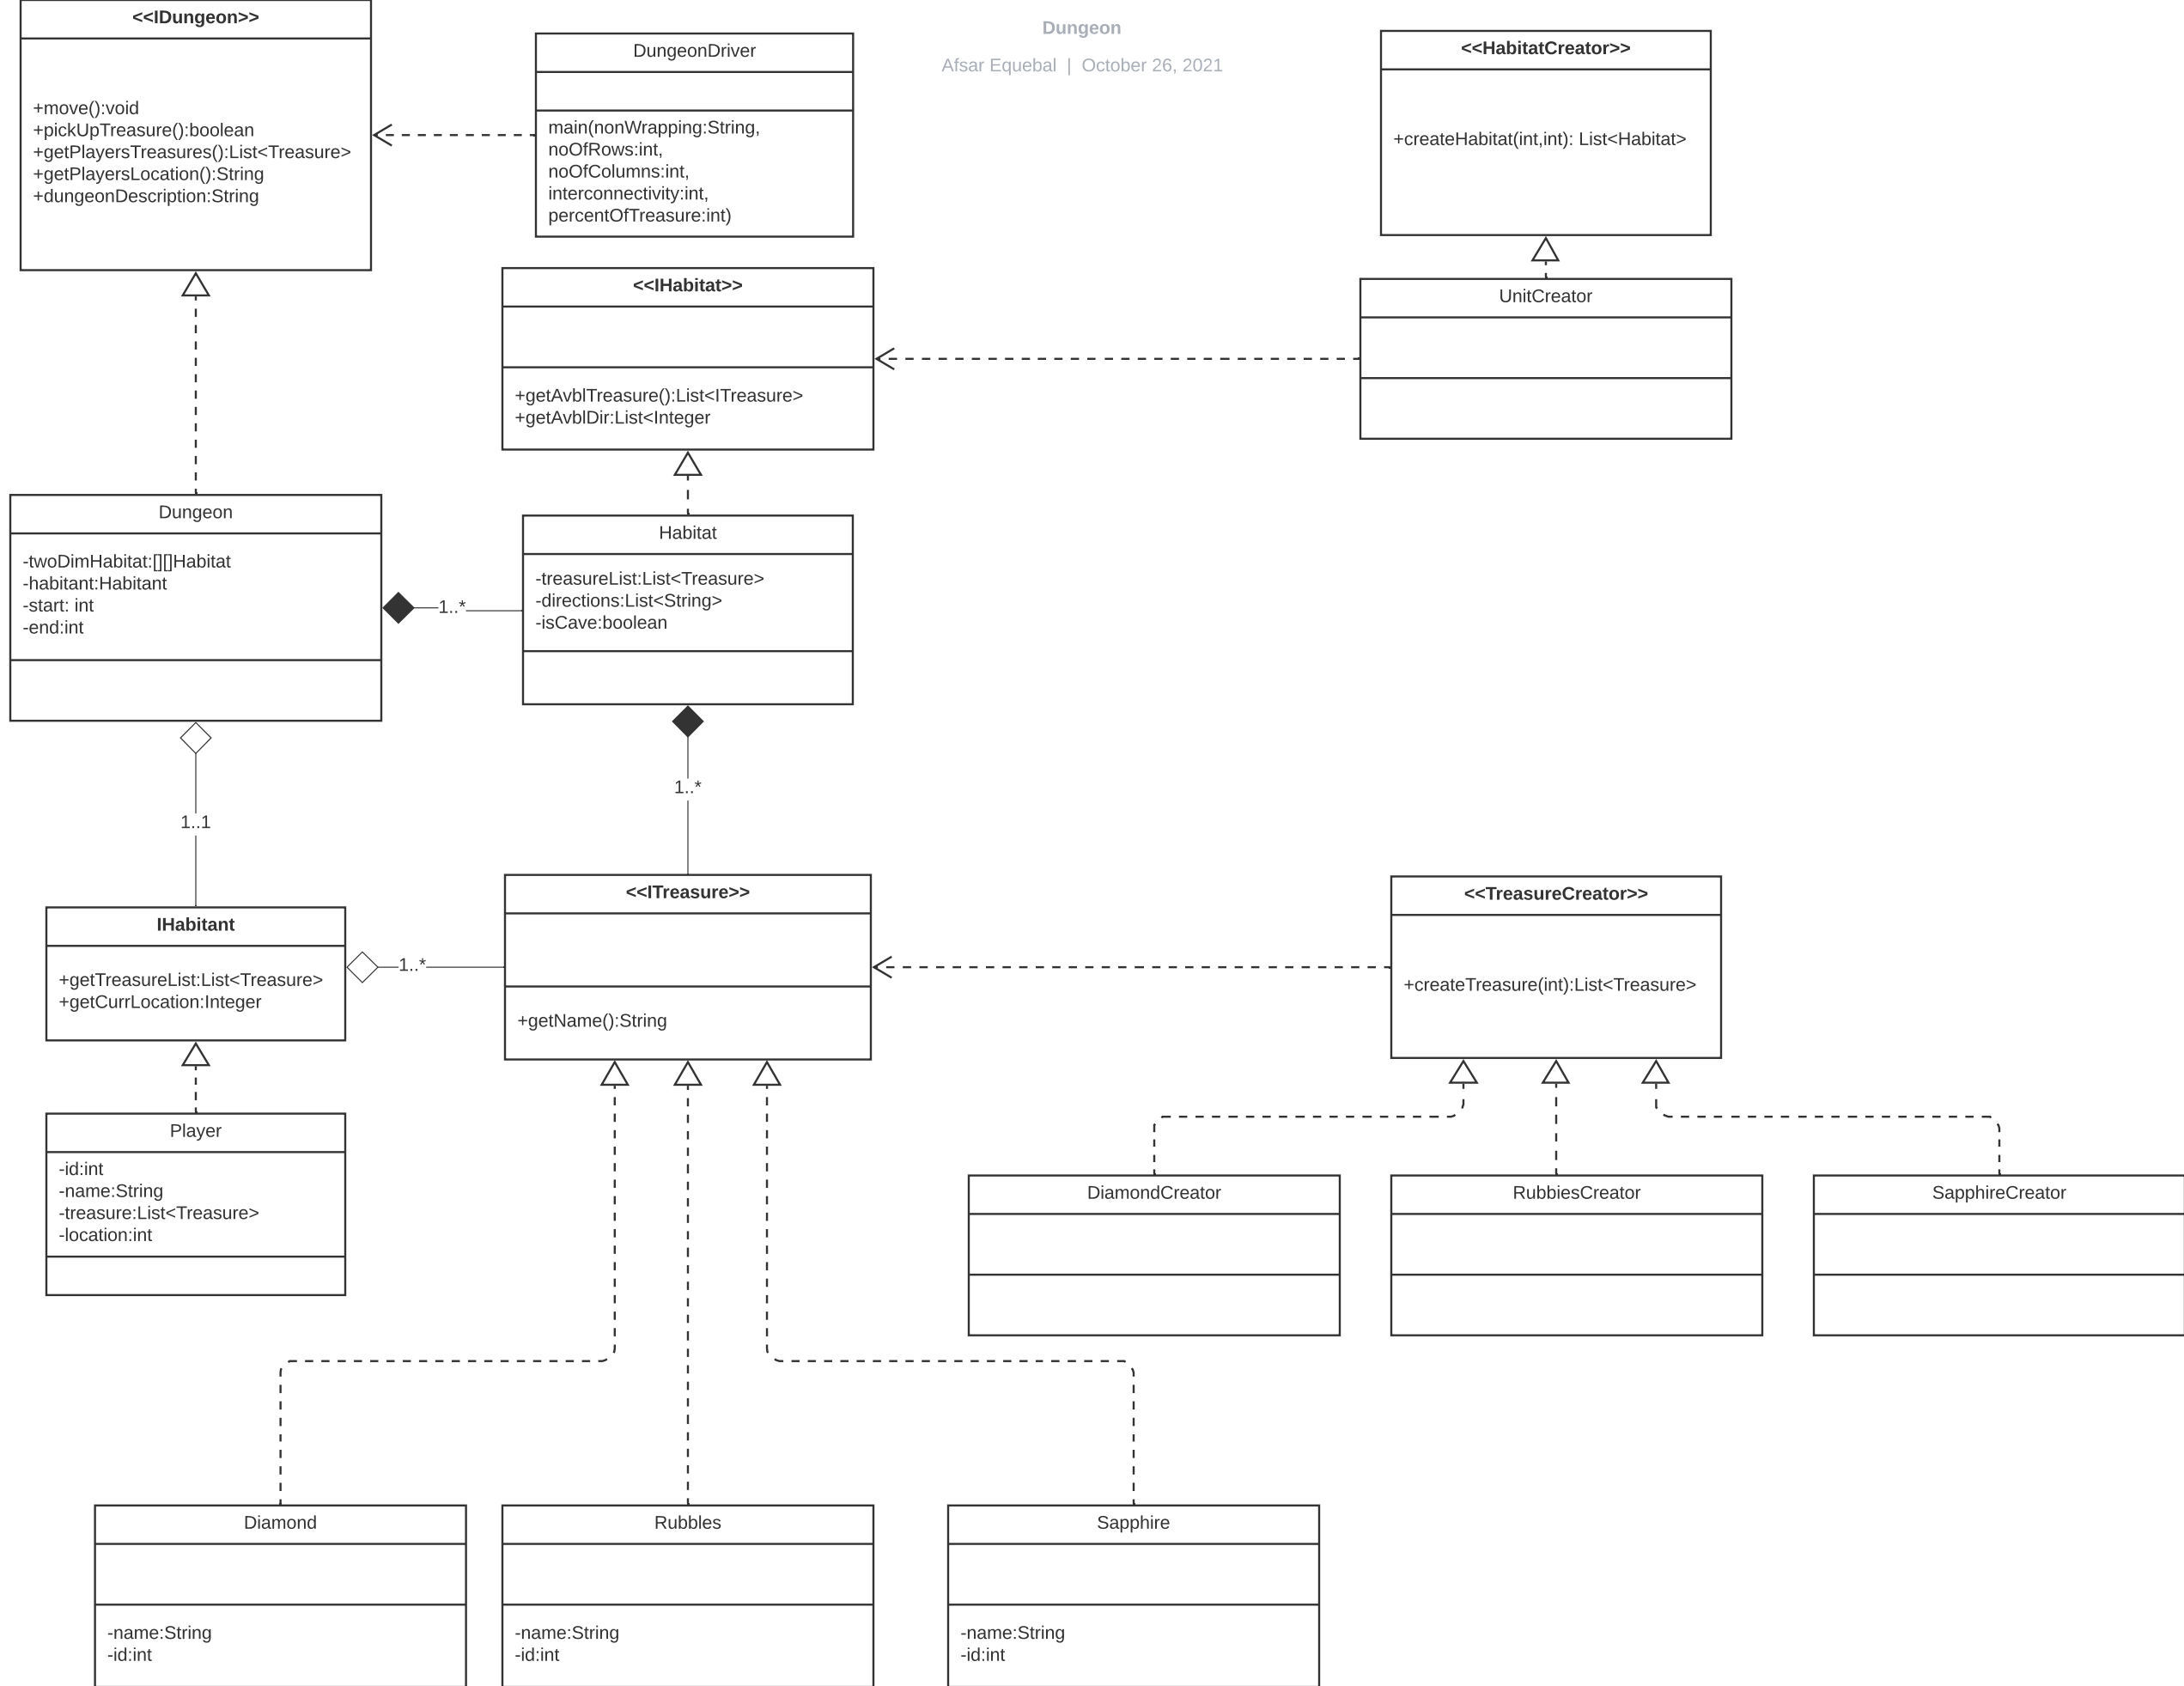 <<IDungeon>>
+move():void
+pickUpTreasure():boolean
+getPlayersTreasures():List<Treasure>
+getPlayersLocation():String
+dungeonDescription:String
DungeonDriver
main(nonWrapping:String,
noOfRows:int,
noOfColumns:int,
interconnectivity:int,
percentOfTreasure:int)
Dungeon
Afsar Equebal | October 26, 2021
<<HabitatCreator>>
+createHabitat(int,int): List<Habitat>
<<IHabitat>>
+getAvblTreasure():List<ITreasure>
+getAvblDir:List<Integer
UnitCreator
Dungeon
-twoDimHabitat:[][]Habitat
-habitant:Habitant
-start: int
-end:int
1..*
Habitat
-treasureList:List<Treasure>
-directions:List<String>
-isCave:boolean
1..1
1..*
IHabitant
+getTreasureList:List<Treasure>
+getCurrLocation:Integer
1..*
<<ITreasure>>
+getName():String
<<TreasureCreator>>
+createTreasure(int):List<Treasure>
Player
-id:int
-name:String
-treasure:List<Treasure>
-location:int
DiamondCreator
RubbiesCreator
SapphireCreator
Diamond
-name:String
-id:int
Rubbles
-name:String
-id:int
Sapphire
-name:String
-id:int